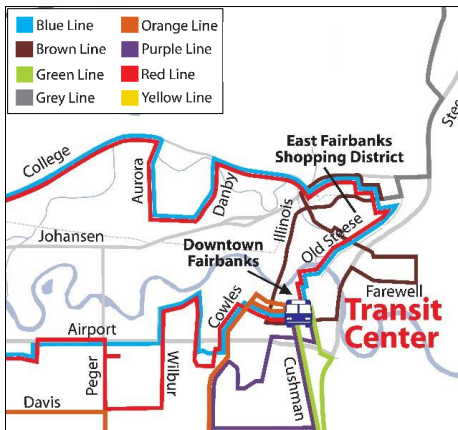 Blue Line
Orange Line
Brown Line
Purple Line
Green Line
Red Line
Grey Line
Yellow Line
Stee
East Fairbanks
Shopping District
College
Aurora
Danby
Illinois
Johansen
Old Steese
Downtown
Fairbanks
Farewell
Cowles
Transit
Center
Airport
Peger
Wilbur
Cushman
Davis